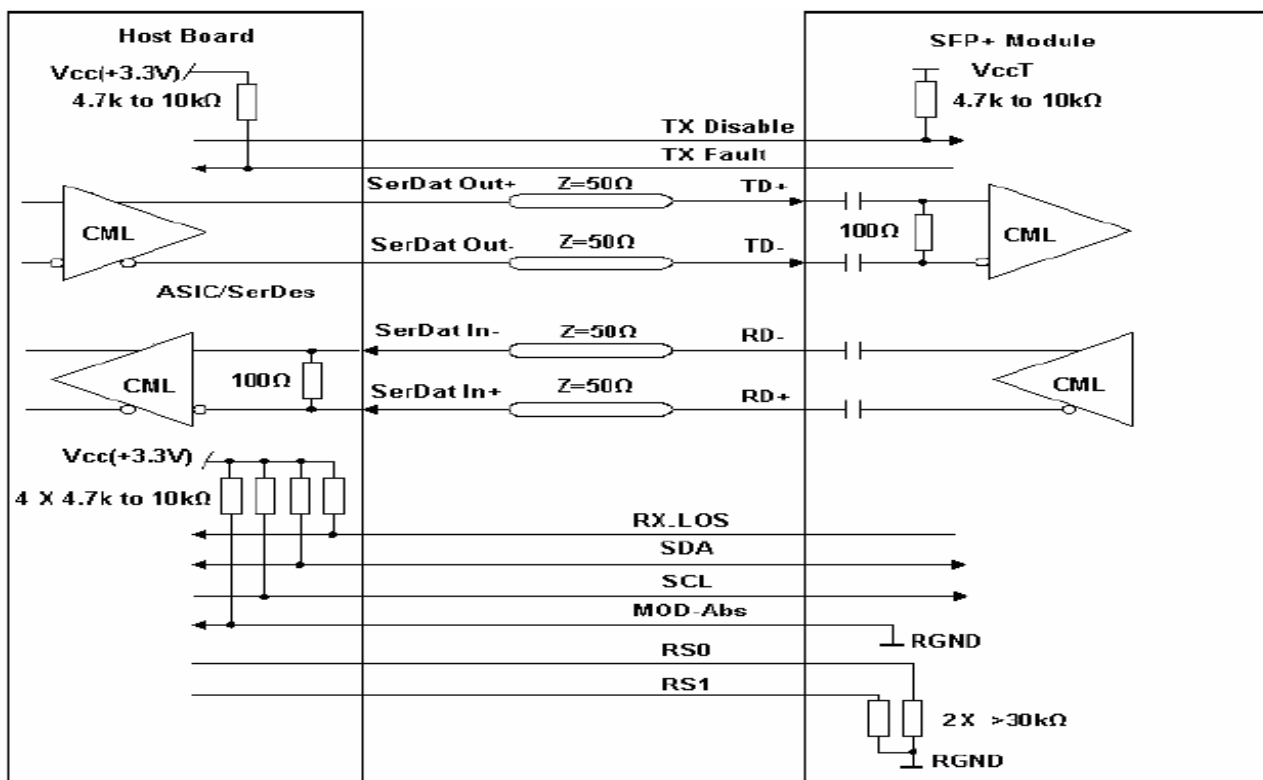 Host Board
SFP+ Module
Vcc(+3.3V)
4.7k to 10kΩ
VccT
4.7k to 10kΩ
TX Disable
TX Fault
SerDat Out+
Z=50Ω
TD+
CML
100Ω
CML
SerDat Out-
Z=50Ω
TD-
ASIC/SerDes
SerDat In-
Z=50Ω
RD-
CML
100Ω
CML
SerDat In+
Z=50Ω
RD+
Vcc(+3.3V)
4 X 4.7k to 10kΩ
RX_LOS
SDA
SCL
MOD-Abs
RGND
RS0
RS1
2 X >30kΩ
RGND